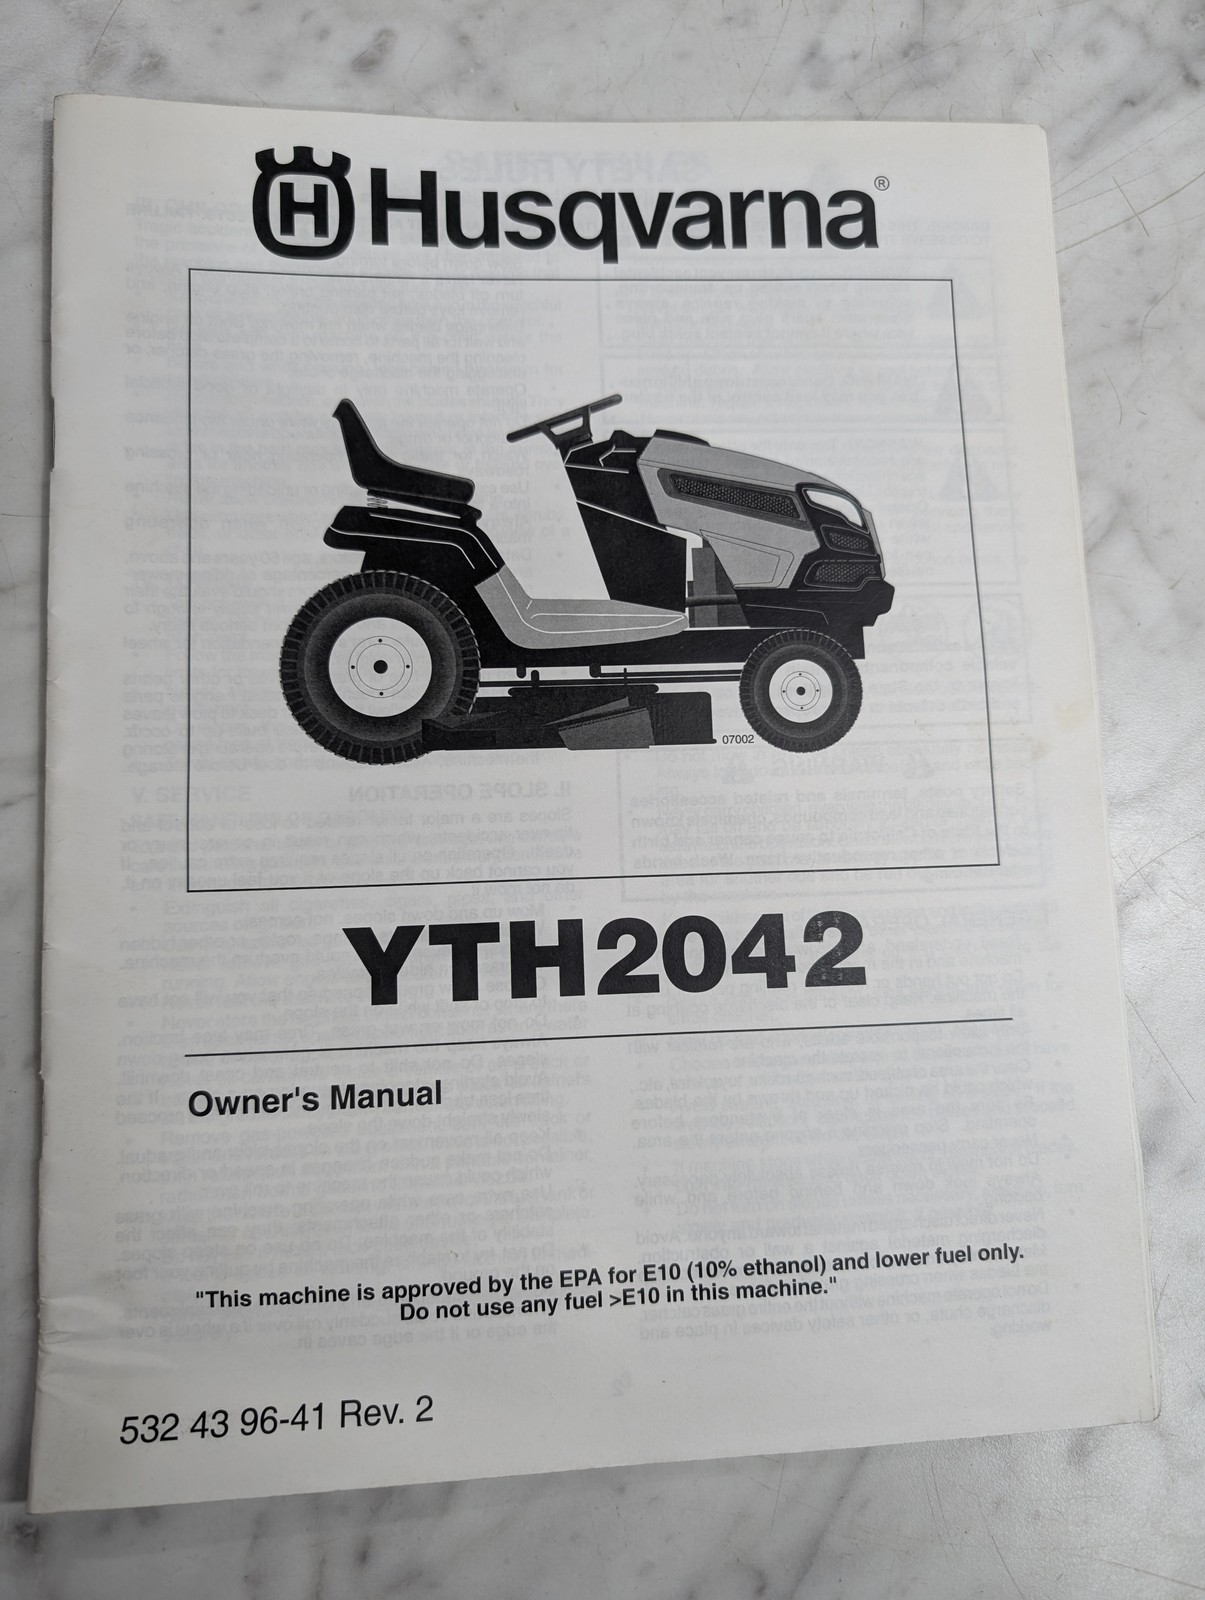 Husqvarna®
07002
YTH2042
Owner's Manual
"This machine is approved by the EPA for E10 (10% ethanol) and lower fuel only.
Do not use any fuel >E10 in this machine."
532 43 96-41 Rev. 2